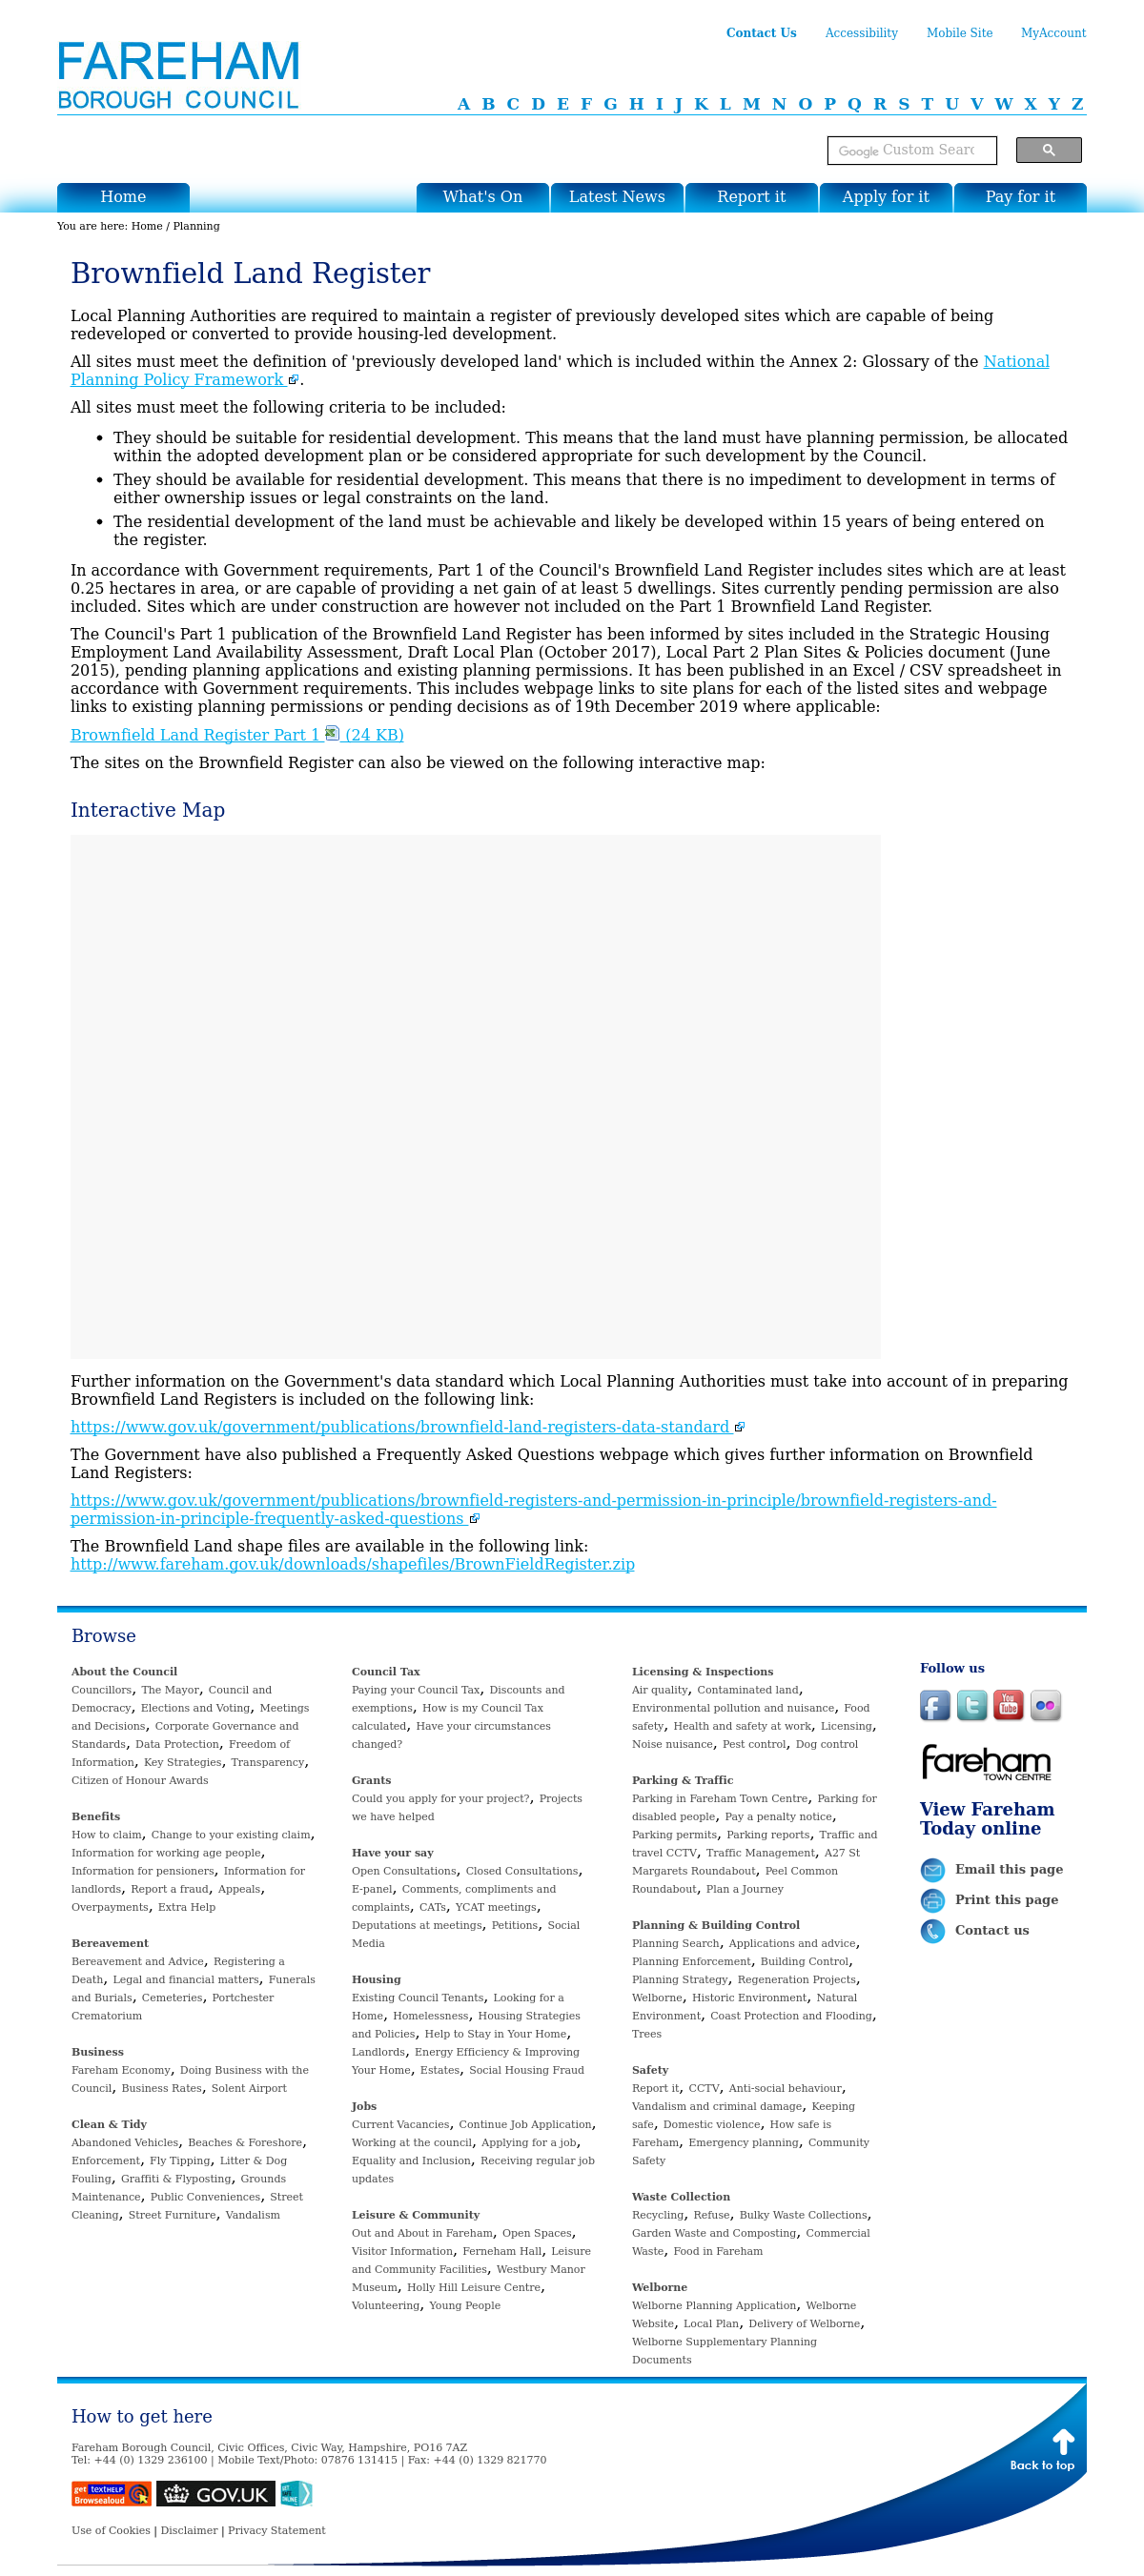 Contact Us Accessibility Mobile Site MyAccount
FAREHAM
BOROUGH COUNCIL
A B C D E F G H I J K L M N O P Q R S T U V W X Y Z
Google Custom Searc
Home What's On Latest News Report it Apply for it Pay for it
You are here: Home / Planning
Brownfield Land Register
Local Planning Authorities are required to maintain a register of previously developed sites which are capable of being
redeveloped or converted to provide housing-led development.
All sites must meet the definition of 'previously developed land' which is included within the Annex 2: Glossary of the National
Planning Policy Framework .
All sites must meet the following criteria to be included:
• They should be suitable for residential development. This means that the land must have planning permission, be allocated
within the adopted development plan or be considered appropriate for such development by the Council.
• They should be available for residential development. This means that there is no impediment to development in terms of
either ownership issues or legal constraints on the land.
• The residential development of the land must be achievable and likely be developed within 15 years of being entered on
the register.
In accordance with Government requirements, Part 1 of the Council's Brownfield Land Register includes sites which are at least
0.25 hectares in area, or are capable of providing a net gain of at least 5 dwellings. Sites currently pending permission are also
included. Sites which are under construction are however not included on the Part 1 Brownfield Land Register.
The Council's Part 1 publication of the Brownfield Land Register has been informed by sites included in the Strategic Housing
Employment Land Availability Assessment, Draft Local Plan (October 2017), Local Part 2 Plan Sites & Policies document (June
2015), pending planning applications and existing planning permissions. It has been published in an Excel / CSV spreadsheet in
accordance with Government requirements. This includes webpage links to site plans for each of the listed sites and webpage
links to existing planning permissions or pending decisions as of 19th December 2019 where applicable:
Brownfield Land Register Part 1 (24 KB)
The sites on the Brownfield Register can also be viewed on the following interactive map:
Interactive Map
Further information on the Government's data standard which Local Planning Authorities must take into account of in preparing
Brownfield Land Registers is included on the following link:
https://www.gov.uk/government/publications/brownfield-land-registers-data-standard
The Government have also published a Frequently Asked Questions webpage which gives further information on Brownfield
Land Registers:
https://www.gov.uk/government/publications/brownfield-registers-and-permission-in-principle/brownfield-registers-and-
permission-in-principle-frequently-asked-questions
The Brownfield Land shape files are available in the following link:
http://www.fareham.gov.uk/downloads/shapefiles/BrownFieldRegister.zip
Browse
About the Council
Councillors, The Mayor, Council and
Democracy, Elections and Voting, Meetings
and Decisions, Corporate Governance and
Standards, Data Protection, Freedom of
Information, Key Strategies, Transparency,
Citizen of Honour Awards
Benefits
How to claim, Change to your existing claim,
Information for working age people,
Information for pensioners, Information for
landlords, Report a fraud, Appeals,
Overpayments, Extra Help
Bereavement
Bereavement and Advice, Registering a
Death, Legal and financial matters, Funerals
and Burials, Cemeteries, Portchester
Crematorium
Business
Fareham Economy, Doing Business with the
Council, Business Rates, Solent Airport
Clean & Tidy
Abandoned Vehicles, Beaches & Foreshore,
Enforcement, Fly Tipping, Litter & Dog
Fouling, Graffiti & Flyposting, Grounds
Maintenance, Public Conveniences, Street
Cleaning, Street Furniture, Vandalism
Council Tax
Paying your Council Tax, Discounts and
exemptions, How is my Council Tax
calculated, Have your circumstances
changed?
Grants
Could you apply for your project?, Projects
we have helped
Have your say
Open Consultations, Closed Consultations,
E-panel, Comments, compliments and
complaints, CATs, YCAT meetings,
Deputations at meetings, Petitions, Social
Media
Housing
Existing Council Tenants, Looking for a
Home, Homelessness, Housing Strategies
and Policies, Help to Stay in Your Home,
Landlords, Energy Efficiency & Improving
Your Home, Estates, Social Housing Fraud
Jobs
Current Vacancies, Continue Job Application,
Working at the council, Applying for a job,
Equality and Inclusion, Receiving regular job
updates
Leisure & Community
Out and About in Fareham, Open Spaces,
Visitor Information, Ferneham Hall, Leisure
and Community Facilities, Westbury Manor
Museum, Holly Hill Leisure Centre,
Volunteering, Young People
Licensing & Inspections
Air quality, Contaminated land,
Environmental pollution and nuisance, Food
safety, Health and safety at work, Licensing,
Noise nuisance, Pest control, Dog control
Parking & Traffic
Parking in Fareham Town Centre, Parking for
disabled people, Pay a penalty notice,
Parking permits, Parking reports, Traffic and
travel CCTV, Traffic Management, A27 St
Margarets Roundabout, Peel Common
Roundabout, Plan a Journey
Planning & Building Control
Planning Search, Applications and advice,
Planning Enforcement, Building Control,
Planning Strategy, Regeneration Projects,
Welborne, Historic Environment, Natural
Environment, Coast Protection and Flooding,
Trees
Safety
Report it, CCTV, Anti-social behaviour,
Vandalism and criminal damage, Keeping
safe, Domestic violence, How safe is
Fareham, Emergency planning, Community
Safety
Waste Collection
Recycling, Refuse, Bulky Waste Collections,
Garden Waste and Composting, Commercial
Waste, Food in Fareham
Welborne
Welborne Planning Application, Welborne
Website, Local Plan, Delivery of Welborne,
Welborne Supplementary Planning
Documents
Follow us
You Tube
fareham
TOWN CENTRE
View Fareham
Today online
Email this page
Print this page
Contact us
How to get here
Fareham Borough Council, Civic Offices, Civic Way, Hampshire, PO16 7AZ
Tel: +44 (0) 1329 236100 | Mobile Text/Photo: 07876 131415 | Fax: +44 (0) 1329 821770
Back to top
get textHELP
Browsealoud
GOV.UK
GET SAFE ONLINE
Use of Cookies | Disclaimer | Privacy Statement